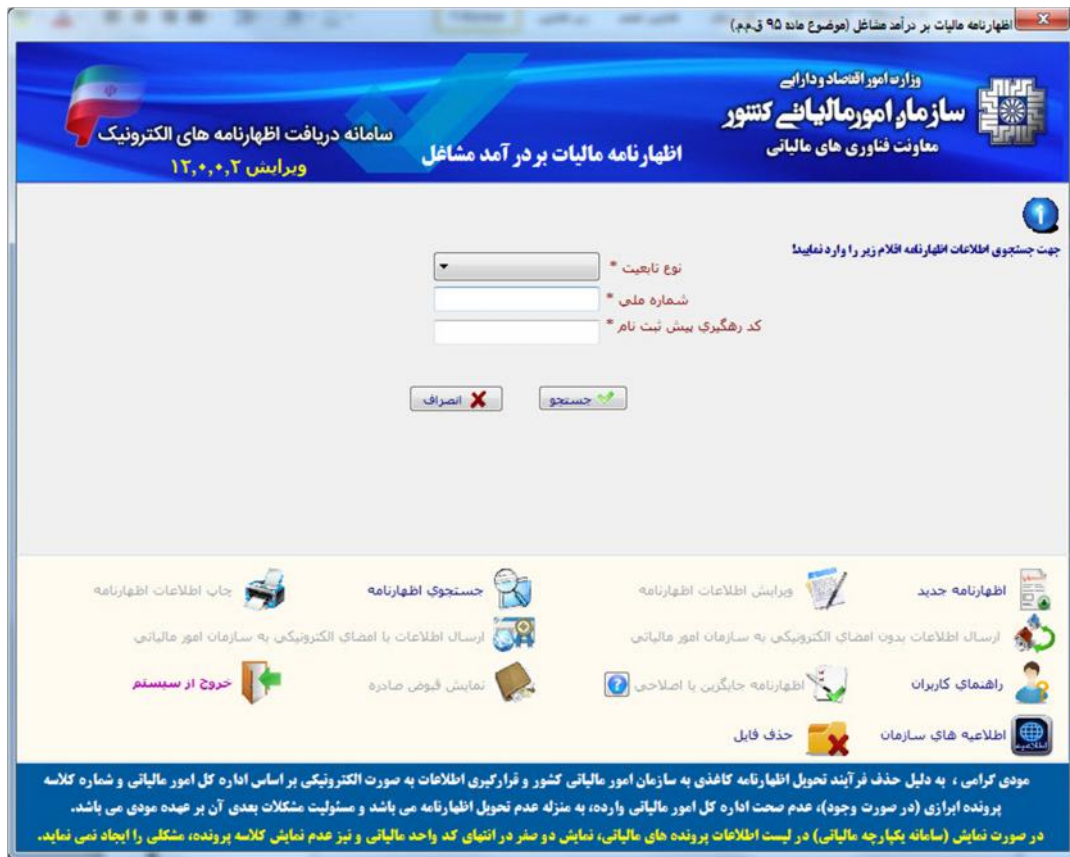 اظهارنامه مالیات بر درآمد مشاغل (موضوع ماده ۹۵ ق.م.م)
وزارت امور اقتصاد و دارایی
سازمان امور مالیاتی کشور
معاونت فناوری های مالیاتی
سامانه دریافت اظهارنامه های الکترونیک
اظهارنامه مالیات بر در آمد مشاغل
ویرایش ۱۲,۰,۰,۲
جهت جستجوی اطلاعات اظهارنامه اقلام زیر را وارد نمایید!
نوع تابعیت *
شماره ملی *
کد رهگیري پیش ثبت نام *
جستجو
انصراف
اظهارنامه جدید
ویرایش اطلاعات اظهارنامه
جستجوي اظهارنامه
چاپ اطلاعات اظهارنامه
ارسال اطلاعات بدون امضاي الکترونیکی به سازمان امور مالیاتی
ارسال اطلاعات با امضاي الکترونیکی به سازمان امور مالیاتی
راهنماي کاربران
اظهارنامه جایگزین یا اصلاحی
نمایش قبوض صادره
خروج از سیستم
اطلاعیه هاي سازمان
حذف فایل
مودی گرامی ، به دلیل حذف فرآیند تحویل اظهارنامه کاغذی به سازمان امور مالیاتی کشور و قرارگیری اطلاعات به صورت الکترونیکی بر اساس اداره کل امور مالیاتی و شماره کلاسه
پرونده ابرازی (در صورت وجود)، عدم صحت اداره کل امور مالیاتی وارده، به منزله عدم تحویل اظهارنامه می باشد و مسئولیت مشکلات بعدی آن بر عهده مودی می باشد.
در صورت نمایش (سامانه یکپارچه مالیاتی) در لیست اطلاعات پرونده های مالیاتی، نمایش دو صفر در انتهای کد واحد مالیاتی و نیز عدم نمایش کلاسه پرونده، مشکلی را ایجاد نمی نماید.